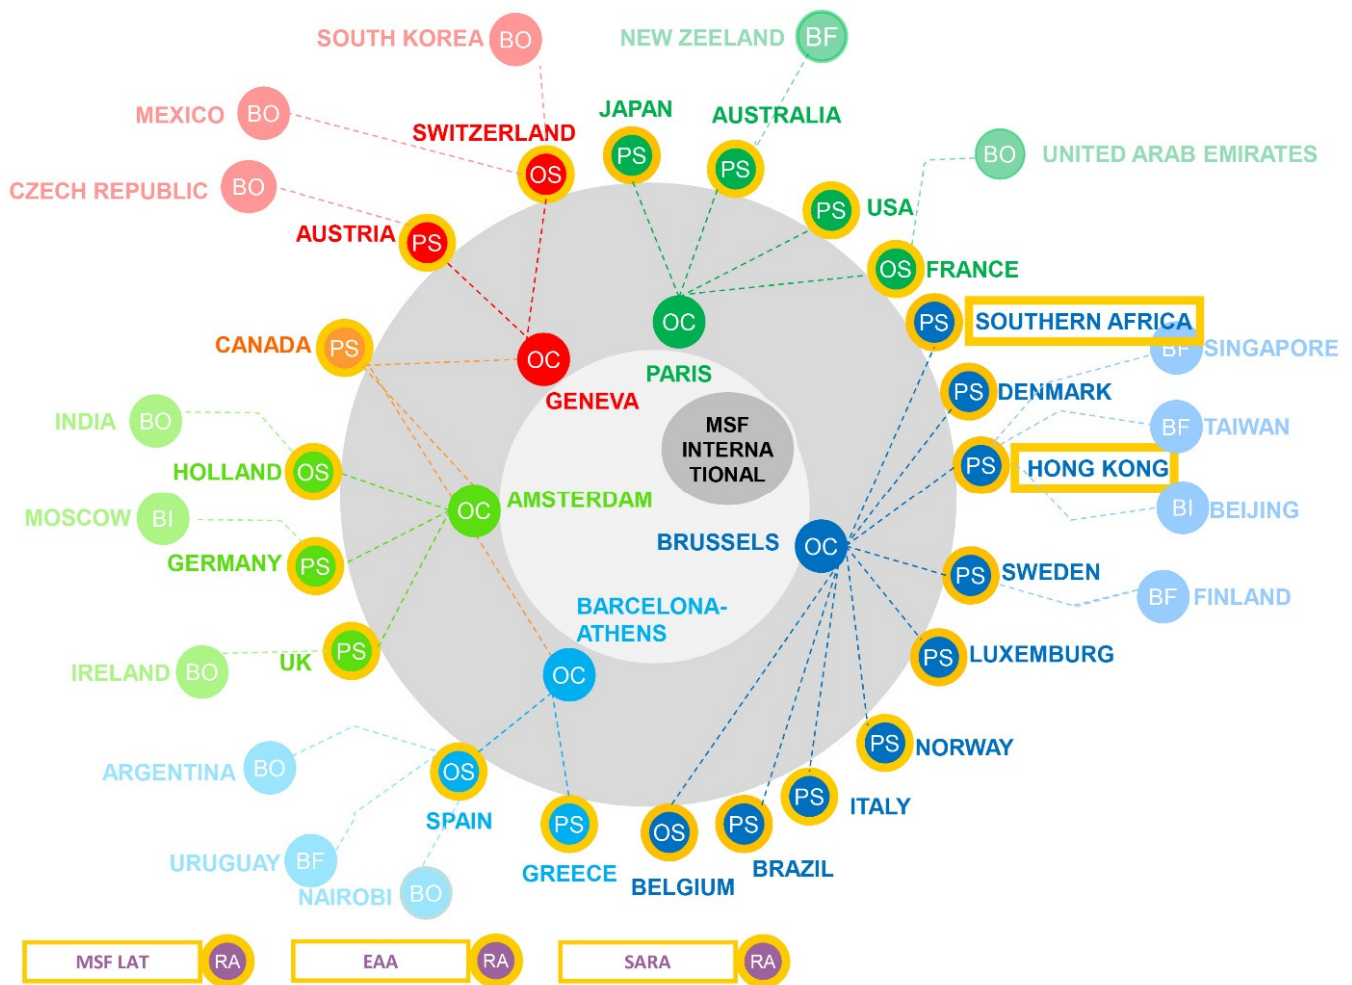 SOUTH KOREA BO
NEW ZEELAND BF
MEXICO BO
JAPAN
PS
AUSTRALIA
PS
SWITZERLAND
OS
BO UNITED ARAB EMIRATES
CZECH REPUBLIC BO
AUSTRIA PS
PS USA
OS FRANCE
PS SOUTHERN AFRICA
BF SINGAPORE
CANADA PS
OC
PARIS
OC
GENEVA
PS DENMARK
INDIA BO
BF TAIWAN
MSF
INTERNA
TIONAL
HOLLAND OS
PS HONG KONG
MOSCOW BI
OC AMSTERDAM
BI BEIJING
BRUSSELS OC
GERMANY PS
PS SWEDEN
BF FINLAND
BARCELONA-
ATHENS
OC
UK PS
IRELAND BO
PS LUXEMBURG
PS NORWAY
ARGENTINA BO
OS
SPAIN
PS ITALY
PS
GREECE
OS
BELGIUM
PS
BRAZIL
URUGUAY BF
NAIROBI BO
MSF LAT RA
EAA RA
SARA RA